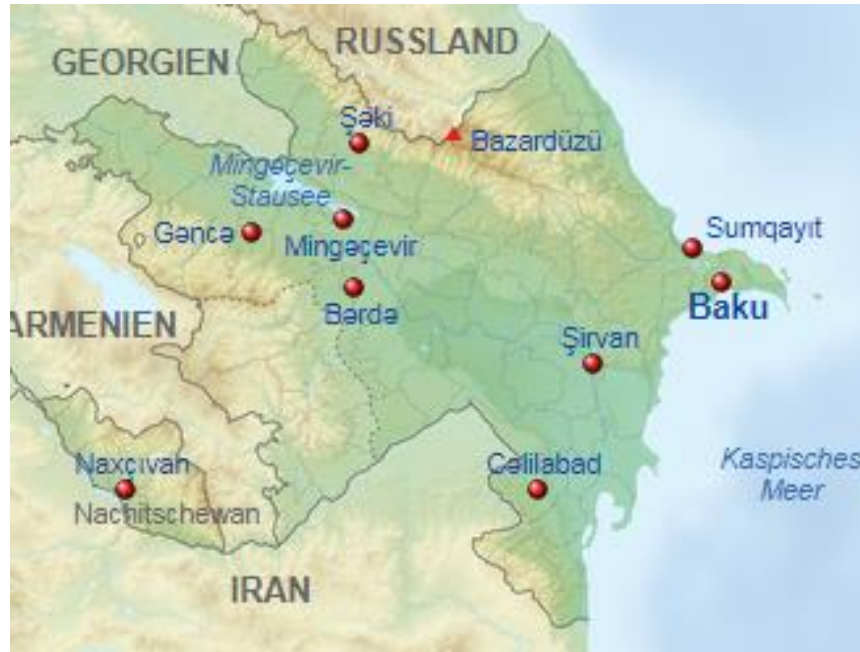 RUSSLAND
GEORGIEN
Şəki
Bazardüzü
Mingəçevir-
Stausee
Gəncə
Mingəçevir
Sumqayıt
Baku
Bərdə
ARMENIEN
Şirvan
Naxçıvan
Nachitschewan
Cəlilabad
Kaspisches
Meer
IRAN